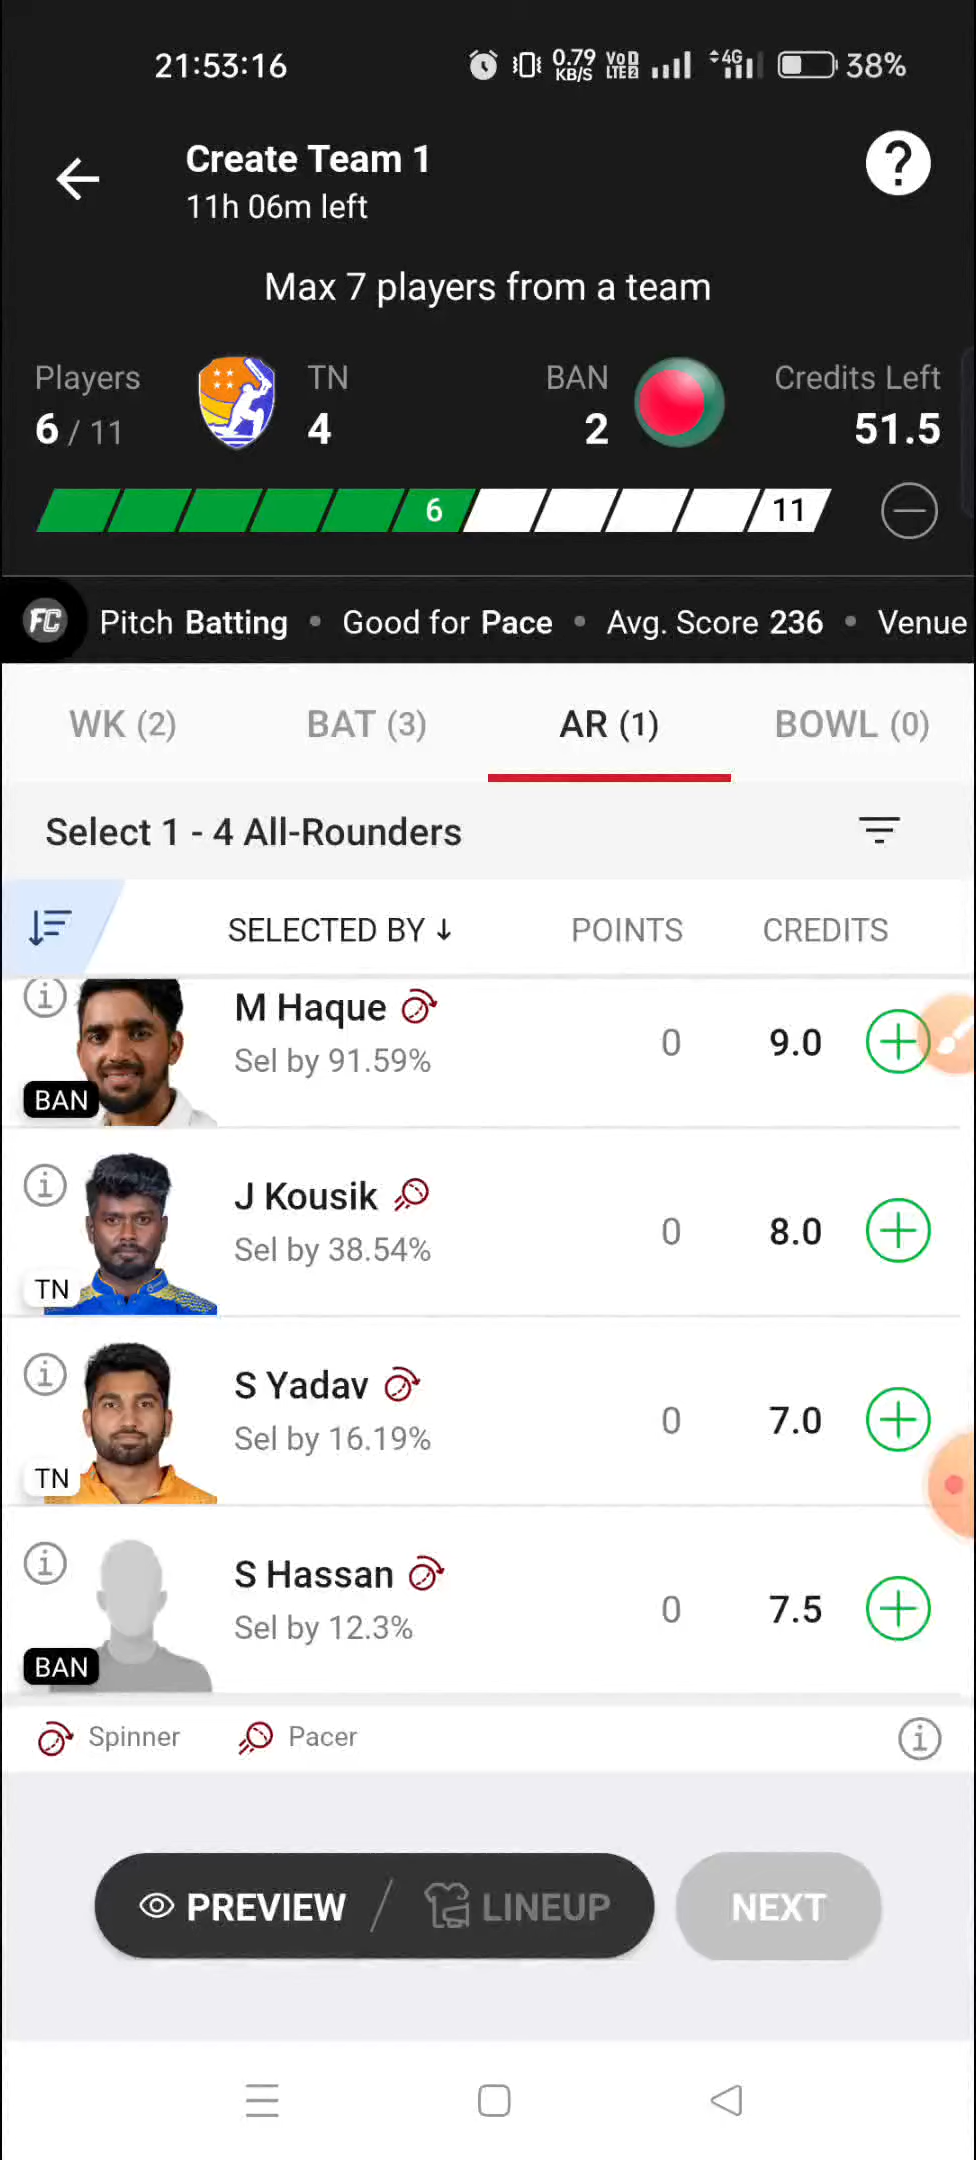 21:53:16
0.79 KB/S
Vo LTE 2
4G
38%
Create Team 1
11h 06m left
?
Max 7 players from a team
Players
TN
BAN
Credits Left
6 / 11
4
2
51.5
6
11
FC
Pitch Batting • Good for Pace • Avg. Score 236 • Venue
WK (2)
BAT (3)
AR (1)
BOWL (0)
Select 1 - 4 All-Rounders
SELECTED BY ↓
POINTS
CREDITS
M Haque
Sel by 91.59%
0
9.0
BAN
J Kousik
Sel by 38.54%
0
8.0
TN
S Yadav
Sel by 16.19%
0
7.0
TN
S Hassan
Sel by 12.3%
0
7.5
BAN
Spinner
Pacer
PREVIEW / LINEUP
NEXT